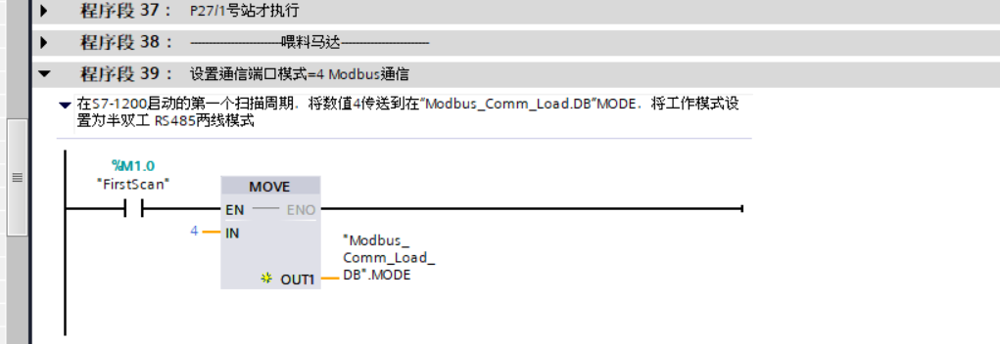 程序段 37： P27/1号站才执行
程序段 38： ------------------------喂料马达------------------------
程序段 39： 设置通信端口模式=4 Modbus通信
在S7-1200启动的第一个扫描周期，将数值4传送到在"Modbus_Comm_Load.DB"MODE，将工作模式设
置为半双工 RS485两线模式
%M1.0
"FirstScan"
MOVE
EN ENO
4 IN
"Modbus_
Comm_Load_
DB".MODE
OUT1